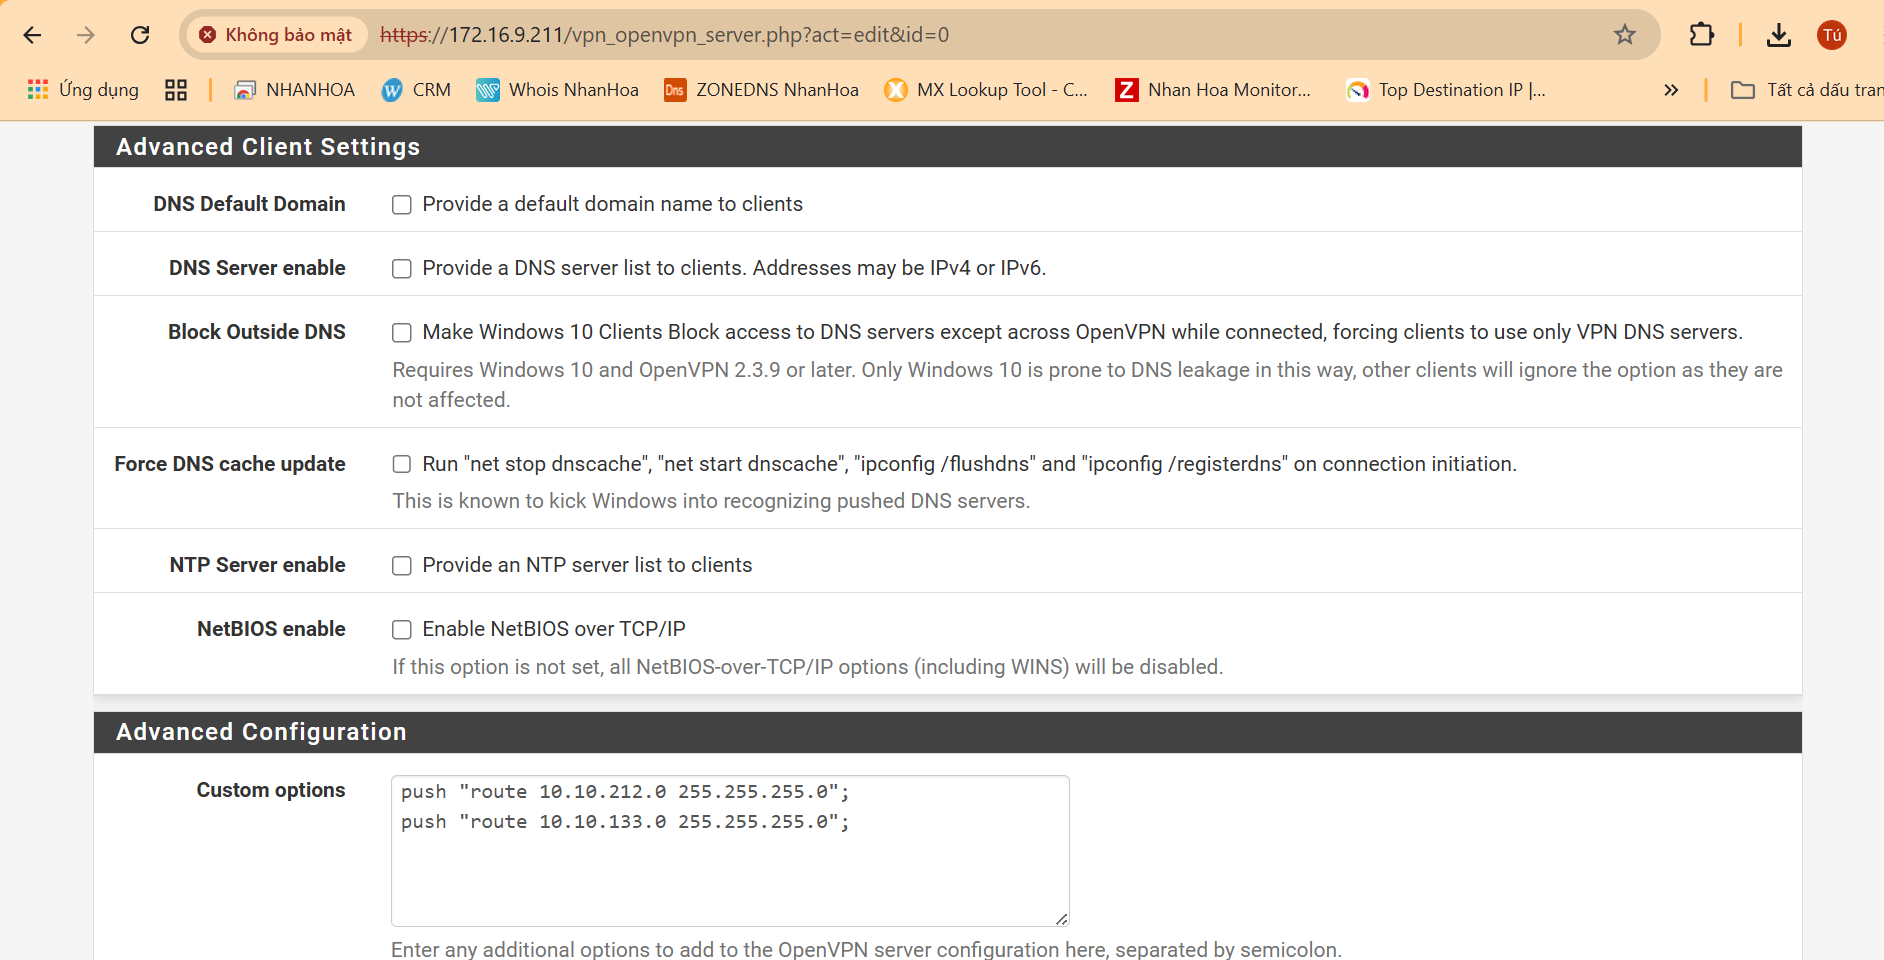 Không bảo mật
https://172.16.9.211/vpn_openvpn_server.php?act=edit&id=0
Tú
Ứng dụng
NHANHOA
CRM
Whois NhanHoa
Dns
ZONEDNS NhanHoa
MX Lookup Tool - C...
Z
Nhan Hoa Monitor...
Top Destination IP |...
»
Tất cả dấu tran
Advanced Client Settings
DNS Default Domain
Provide a default domain name to clients
DNS Server enable
Provide a DNS server list to clients. Addresses may be IPv4 or IPv6.
Block Outside DNS
Make Windows 10 Clients Block access to DNS servers except across OpenVPN while connected, forcing clients to use only VPN DNS servers.
Requires Windows 10 and OpenVPN 2.3.9 or later. Only Windows 10 is prone to DNS leakage in this way, other clients will ignore the option as they are
not affected.
Force DNS cache update
Run "net stop dnscache", "net start dnscache", "ipconfig /flushdns" and "ipconfig /registerdns" on connection initiation.
This is known to kick Windows into recognizing pushed DNS servers.
NTP Server enable
Provide an NTP server list to clients
NetBIOS enable
Enable NetBIOS over TCP/IP
If this option is not set, all NetBIOS-over-TCP/IP options (including WINS) will be disabled.
Advanced Configuration
Custom options
push "route 10.10.212.0 255.255.255.0";
push "route 10.10.133.0 255.255.255.0";
Enter any additional options to add to the OpenVPN server configuration here, separated by semicolon.